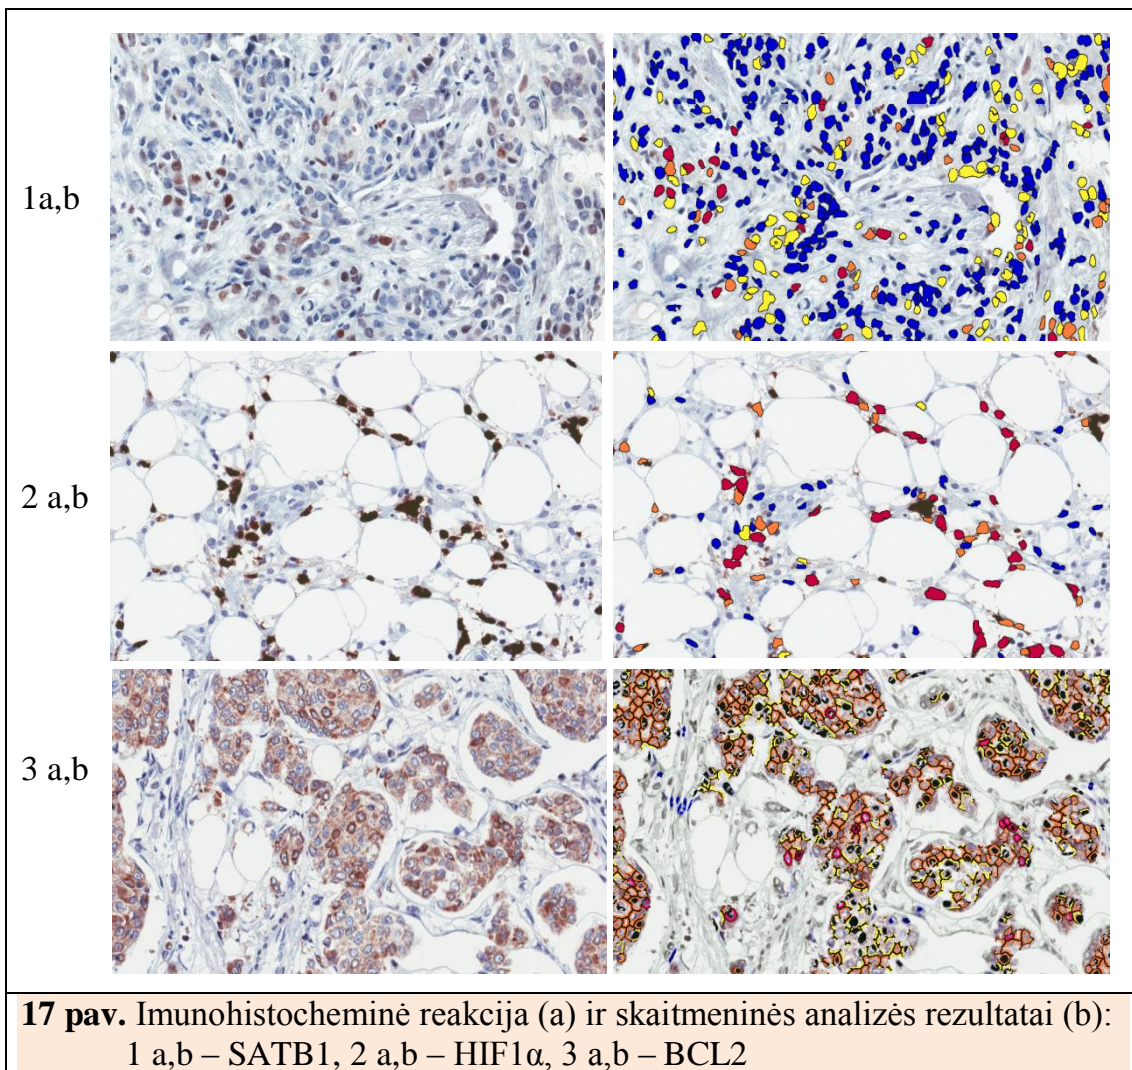 1a,b
2 a,b
3 a,b
17 pav. Imunohistocheminė reakcija (a) ir skaitmeninės analizės rezultatai (b):
1 a,b – SATB1, 2 a,b – HIF1α, 3 a,b – BCL2